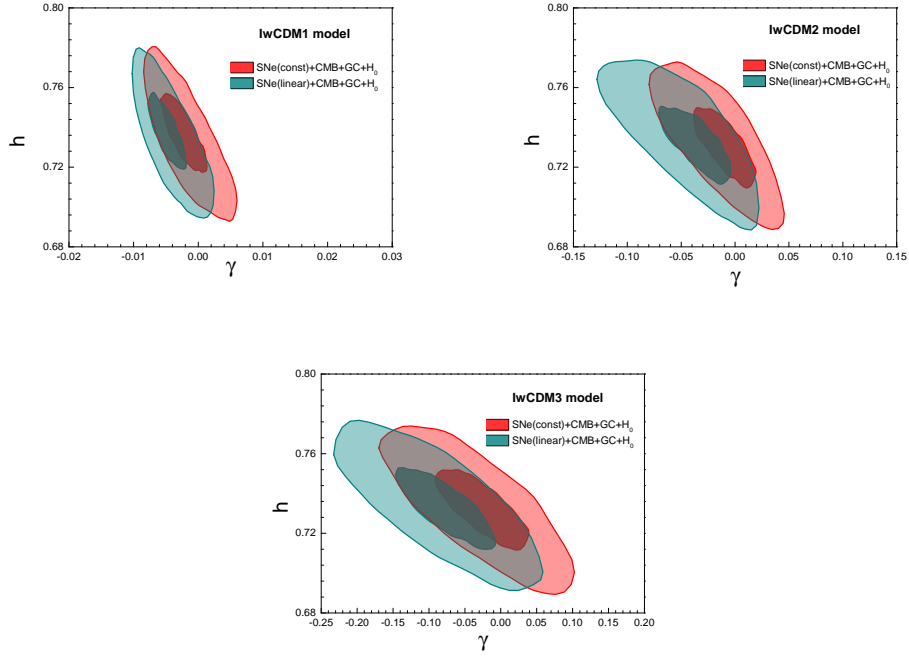 IwCDM1 model
SNe(const)+CMB+GC+H₀
SNe(linear)+CMB+GC+H₀
0.80
0.76
0.72
0.68
h
-0.02 -0.01 0.00 0.01 0.02 0.03
γ
IwCDM2 model
SNe(const)+CMB+GC+H₀
SNe(linear)+CMB+GC+H₀
0.80
0.76
0.72
0.68
h
-0.15 -0.10 -0.05 0.00 0.05 0.10 0.15
γ
IwCDM3 model
SNe(const)+CMB+GC+H₀
SNe(linear)+CMB+GC+H₀
0.80
0.76
0.72
0.68
h
-0.25 -0.20 -0.15 -0.10 -0.05 0.00 0.05 0.10 0.15 0.20
γ